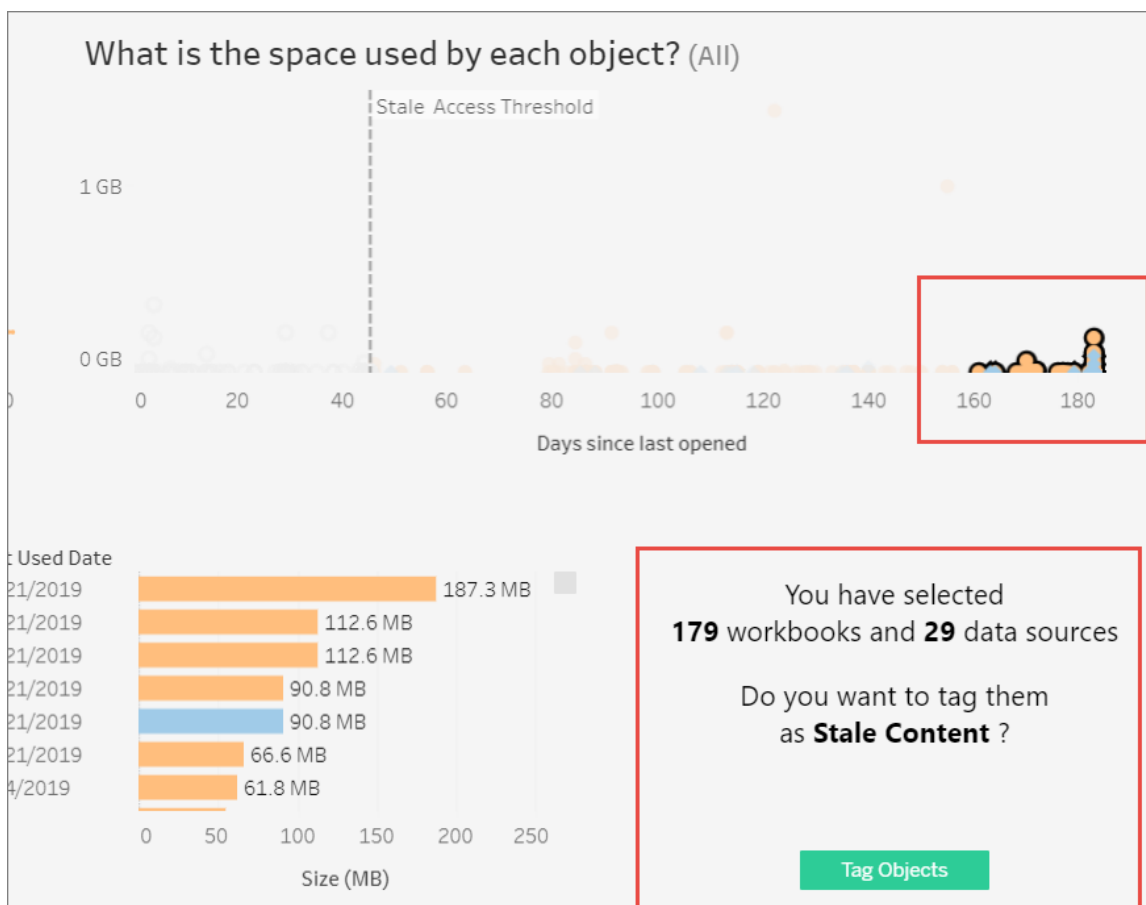 What is the space used by each object? (All)
Stale Access Threshold
1 GB
0 GB
0 20 40 60 80 100 120 140 160 180
Days since last opened
Used Date
21/2019 187.3 MB
21/2019 112.6 MB
21/2019 112.6 MB
21/2019 90.8 MB
21/2019 90.8 MB
21/2019 66.6 MB
4/2019 61.8 MB
0 50 100 150 200 250
Size (MB)
You have selected
179 workbooks and 29 data sources
Do you want to tag them
as Stale Content ?
Tag Objects